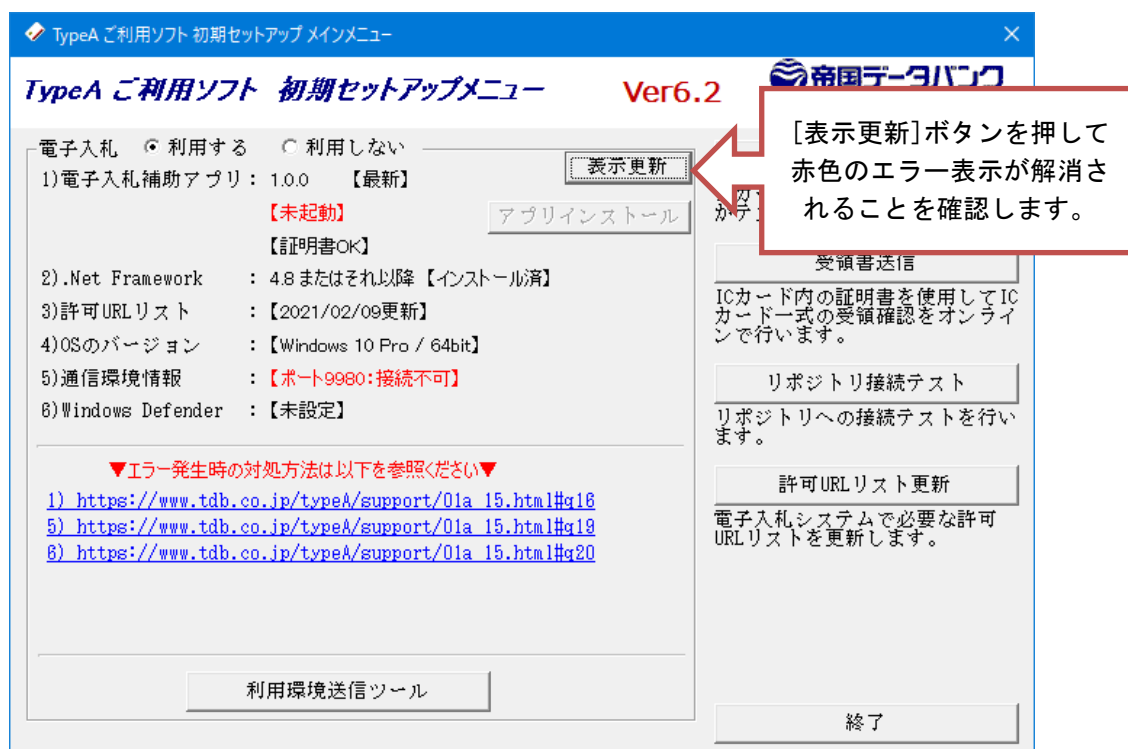 TypeA ご利用ソフト 初期セットアップ メインメニュー
TypeA ご利用ソフト 初期セットアップメニュー Ver6.2 帝国データバンク
[表示更新]ボタンを押して
赤色のエラー表示が解消さ
れることを確認します。
電子入札 利用する 利用しない
表示更新
1)電子入札補助アプリ: 1.0.0 【最新】
【未起動】
アプリインストール
【証明書OK】
2).Net Framework : 4.8 またはそれ以降 【インストール済】
3)許可URLリスト :【2021/02/09更新】
4)OSのバージョン :【Windows 10 Pro / 64bit】
5)通信環境情報 :【ポート9980:接続不可】
6)Windows Defender :【未設定】
▼エラー発生時の対処方法は以下を参照ください▼
1) https://www.tdb.co.jp/typeA/support/01a_15.html#q16
5) https://www.tdb.co.jp/typeA/support/01a_15.html#q19
6) https://www.tdb.co.jp/typeA/support/01a_15.html#q20
利用環境送信ツール
受領書送信
ICカード内の証明書を使用してIC
カード一式の受領確認をオンライ
ンで行います。
リポジトリ接続テスト
リポジトリへの接続テストを行い
ます。
許可URLリスト更新
電子入札システムで必要な許可
URLリストを更新します。
終了